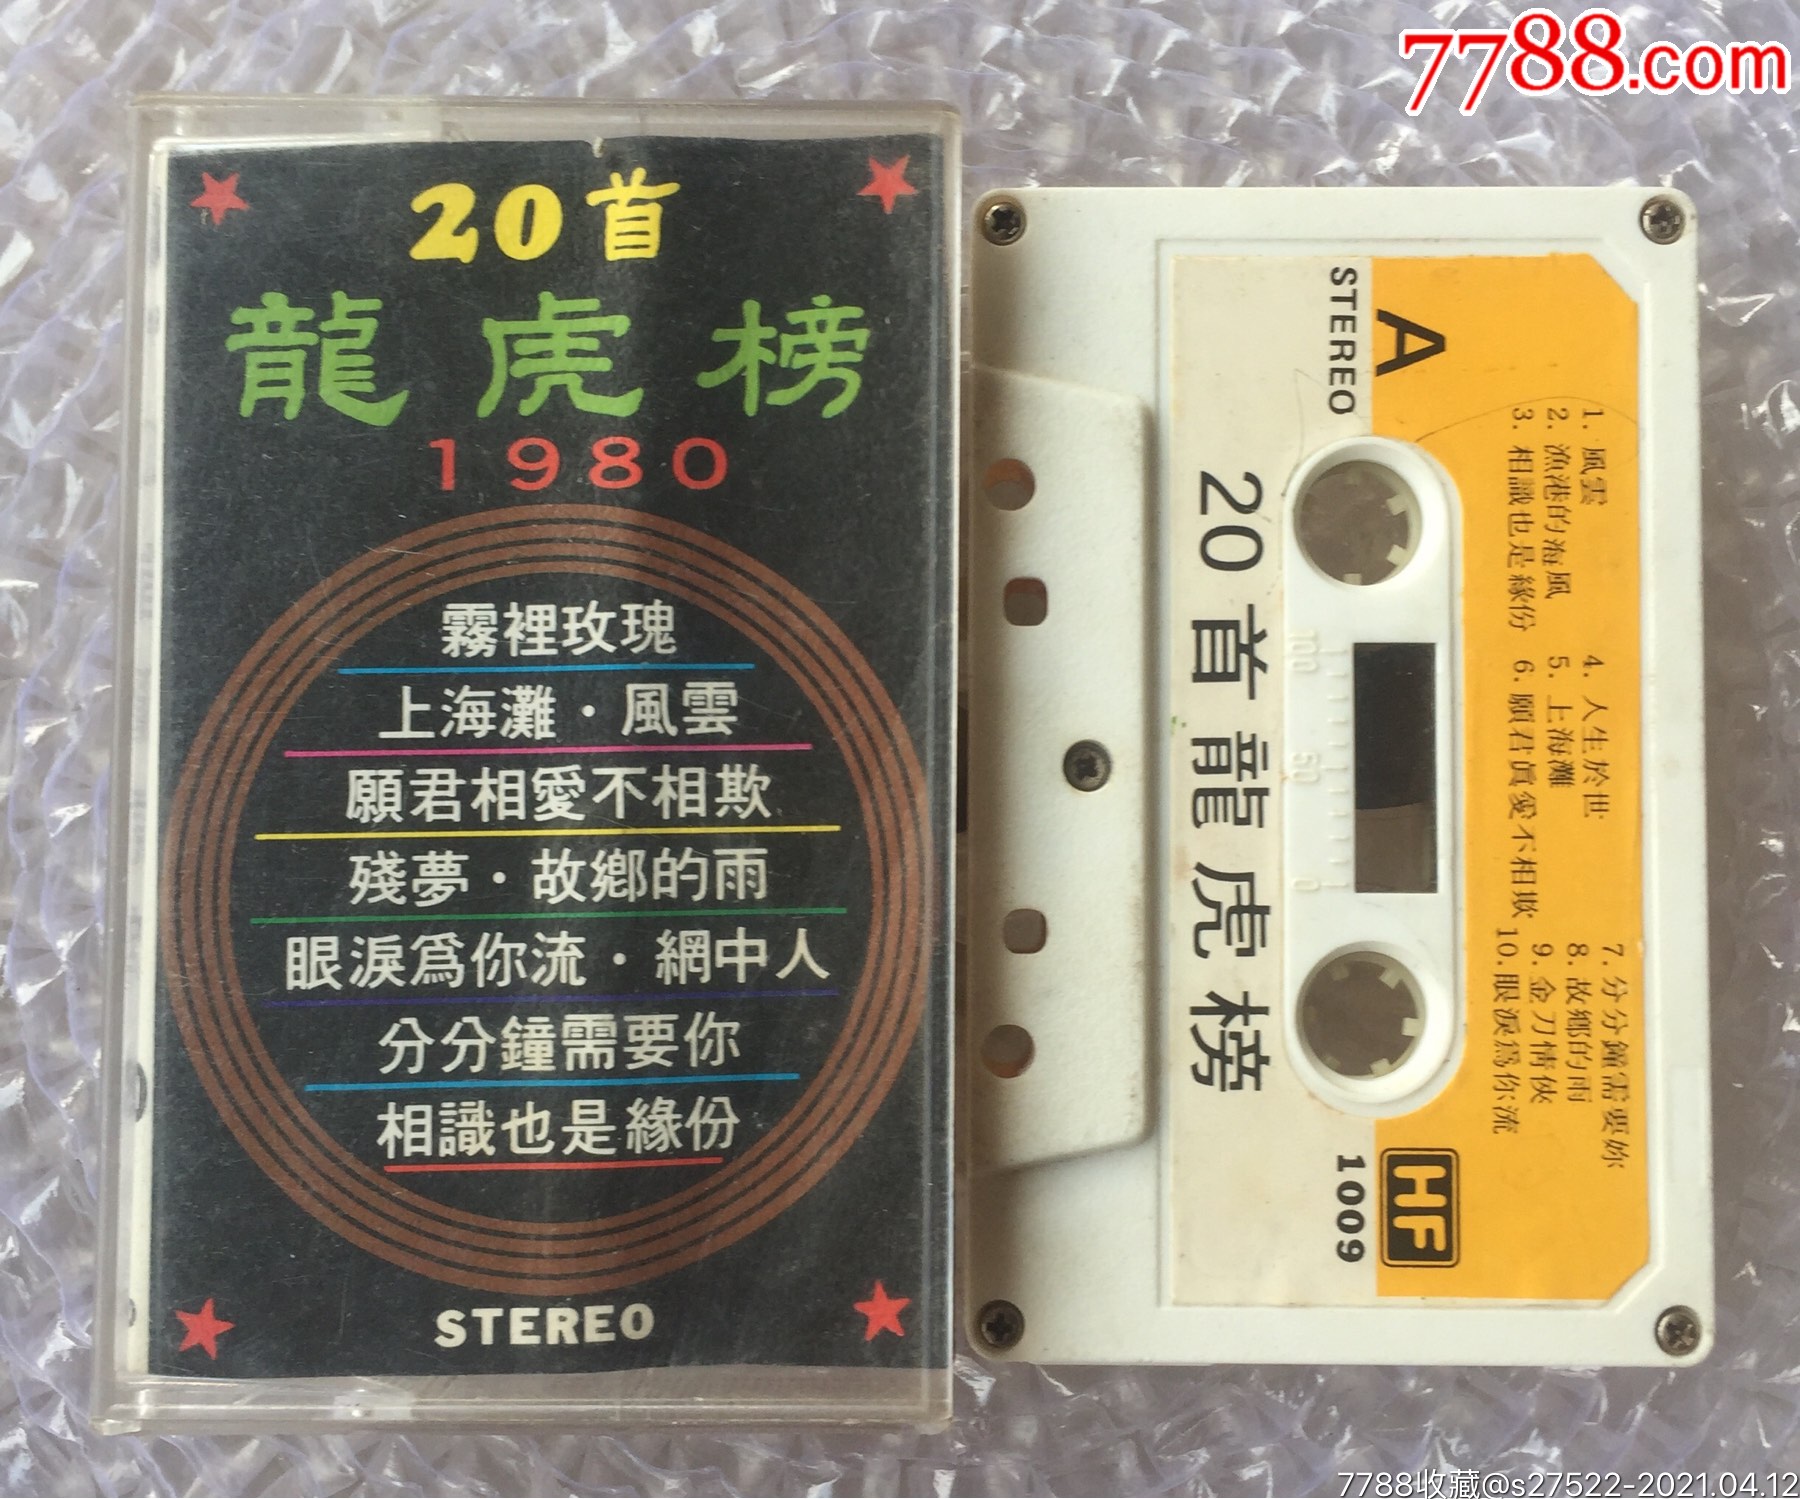 7788.com
20首
龍虎榜
1980
霧裡玫瑰
上海灘·風雲
願君相愛不相欺
殘夢·故鄉的雨
眼淚為你流·網中人
分分鐘需要你
相識也是緣份
STEREO
A
STEREO
1. 風雲
2. 漁港的海風
3. 相識也是緣份
4. 人生於世
5. 上海灘
6. 願君真愛不相欺
7. 分分鐘需要妳
8. 故鄉的雨
9. 金刀情俠
10. 眼淚為你流
20首龍虎榜
HF
1009
100 50 0
7788收藏@s27522-2021.04.12